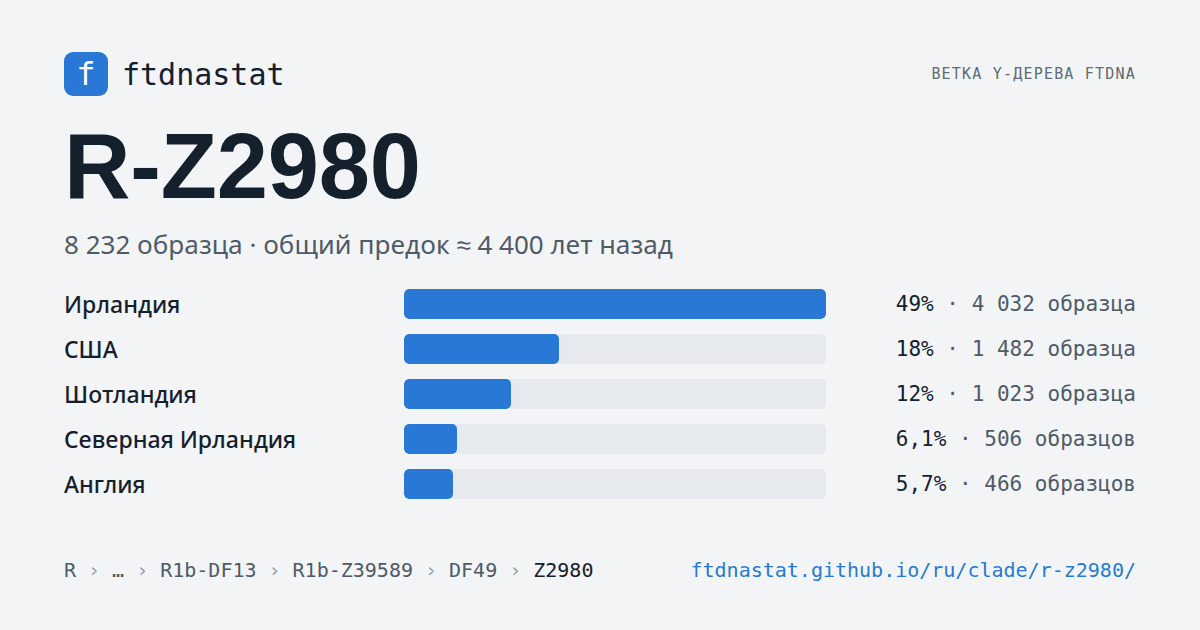 f ftdnastat
ВЕТКА Y-ДЕРЕВА FTDNA
R-Z2980
8 232 образца · общий предок ≈ 4 400 лет назад
Ирландия 49% · 4 032 образца
США 18% · 1 482 образца
Шотландия 12% · 1 023 образца
Северная Ирландия 6,1% · 506 образцов
Англия 5,7% · 466 образцов
R › … › R1b-DF13 › R1b-Z39589 › DF49 › Z2980
ftdnastat.github.io/ru/clade/r-z2980/